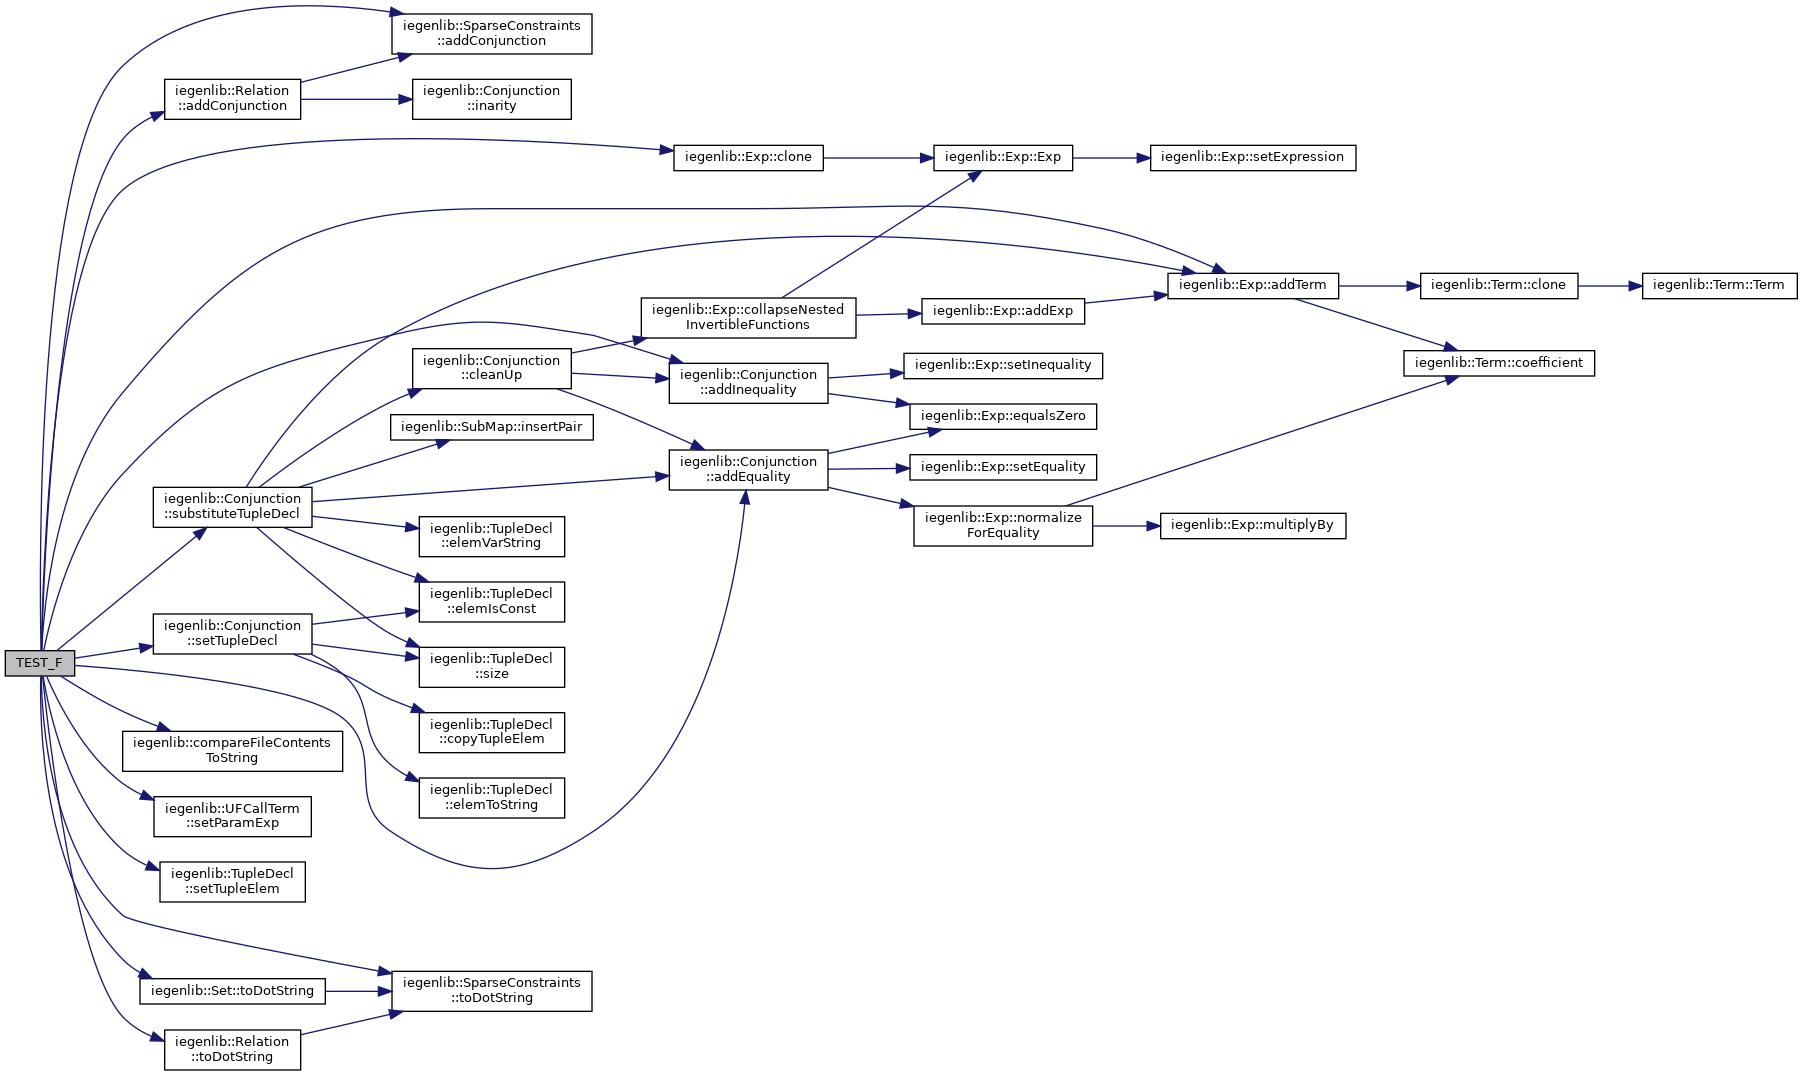 iegenlib::SparseConstraints
::addConjunction
iegenlib::Relation
::addConjunction
iegenlib::Conjunction
::inarity
iegenlib::Exp::clone
iegenlib::Exp::Exp
iegenlib::Exp::setExpression
iegenlib::Exp::addTerm
iegenlib::Term::clone
iegenlib::Term::Term
iegenlib::Exp::collapseNested
InvertibleFunctions
iegenlib::Exp::addExp
iegenlib::Term::coefficient
iegenlib::Conjunction
::cleanUp
iegenlib::Conjunction
::addInequality
iegenlib::Exp::setInequality
iegenlib::Exp::equalsZero
iegenlib::SubMap::insertPair
iegenlib::Conjunction
::addEquality
iegenlib::Exp::setEquality
iegenlib::Conjunction
::substituteTupleDecl
iegenlib::TupleDecl
::elemVarString
iegenlib::Exp::normalize
ForEquality
iegenlib::Exp::multiplyBy
iegenlib::TupleDecl
::elemIsConst
iegenlib::Conjunction
::setTupleDecl
TEST_F
iegenlib::TupleDecl
::size
iegenlib::TupleDecl
::copyTupleElem
iegenlib::compareFileContents
ToString
iegenlib::TupleDecl
::elemToString
iegenlib::UFCallTerm
::setParamExp
iegenlib::TupleDecl
::setTupleElem
iegenlib::Set::toDotString
iegenlib::SparseConstraints
::toDotString
iegenlib::Relation
::toDotString